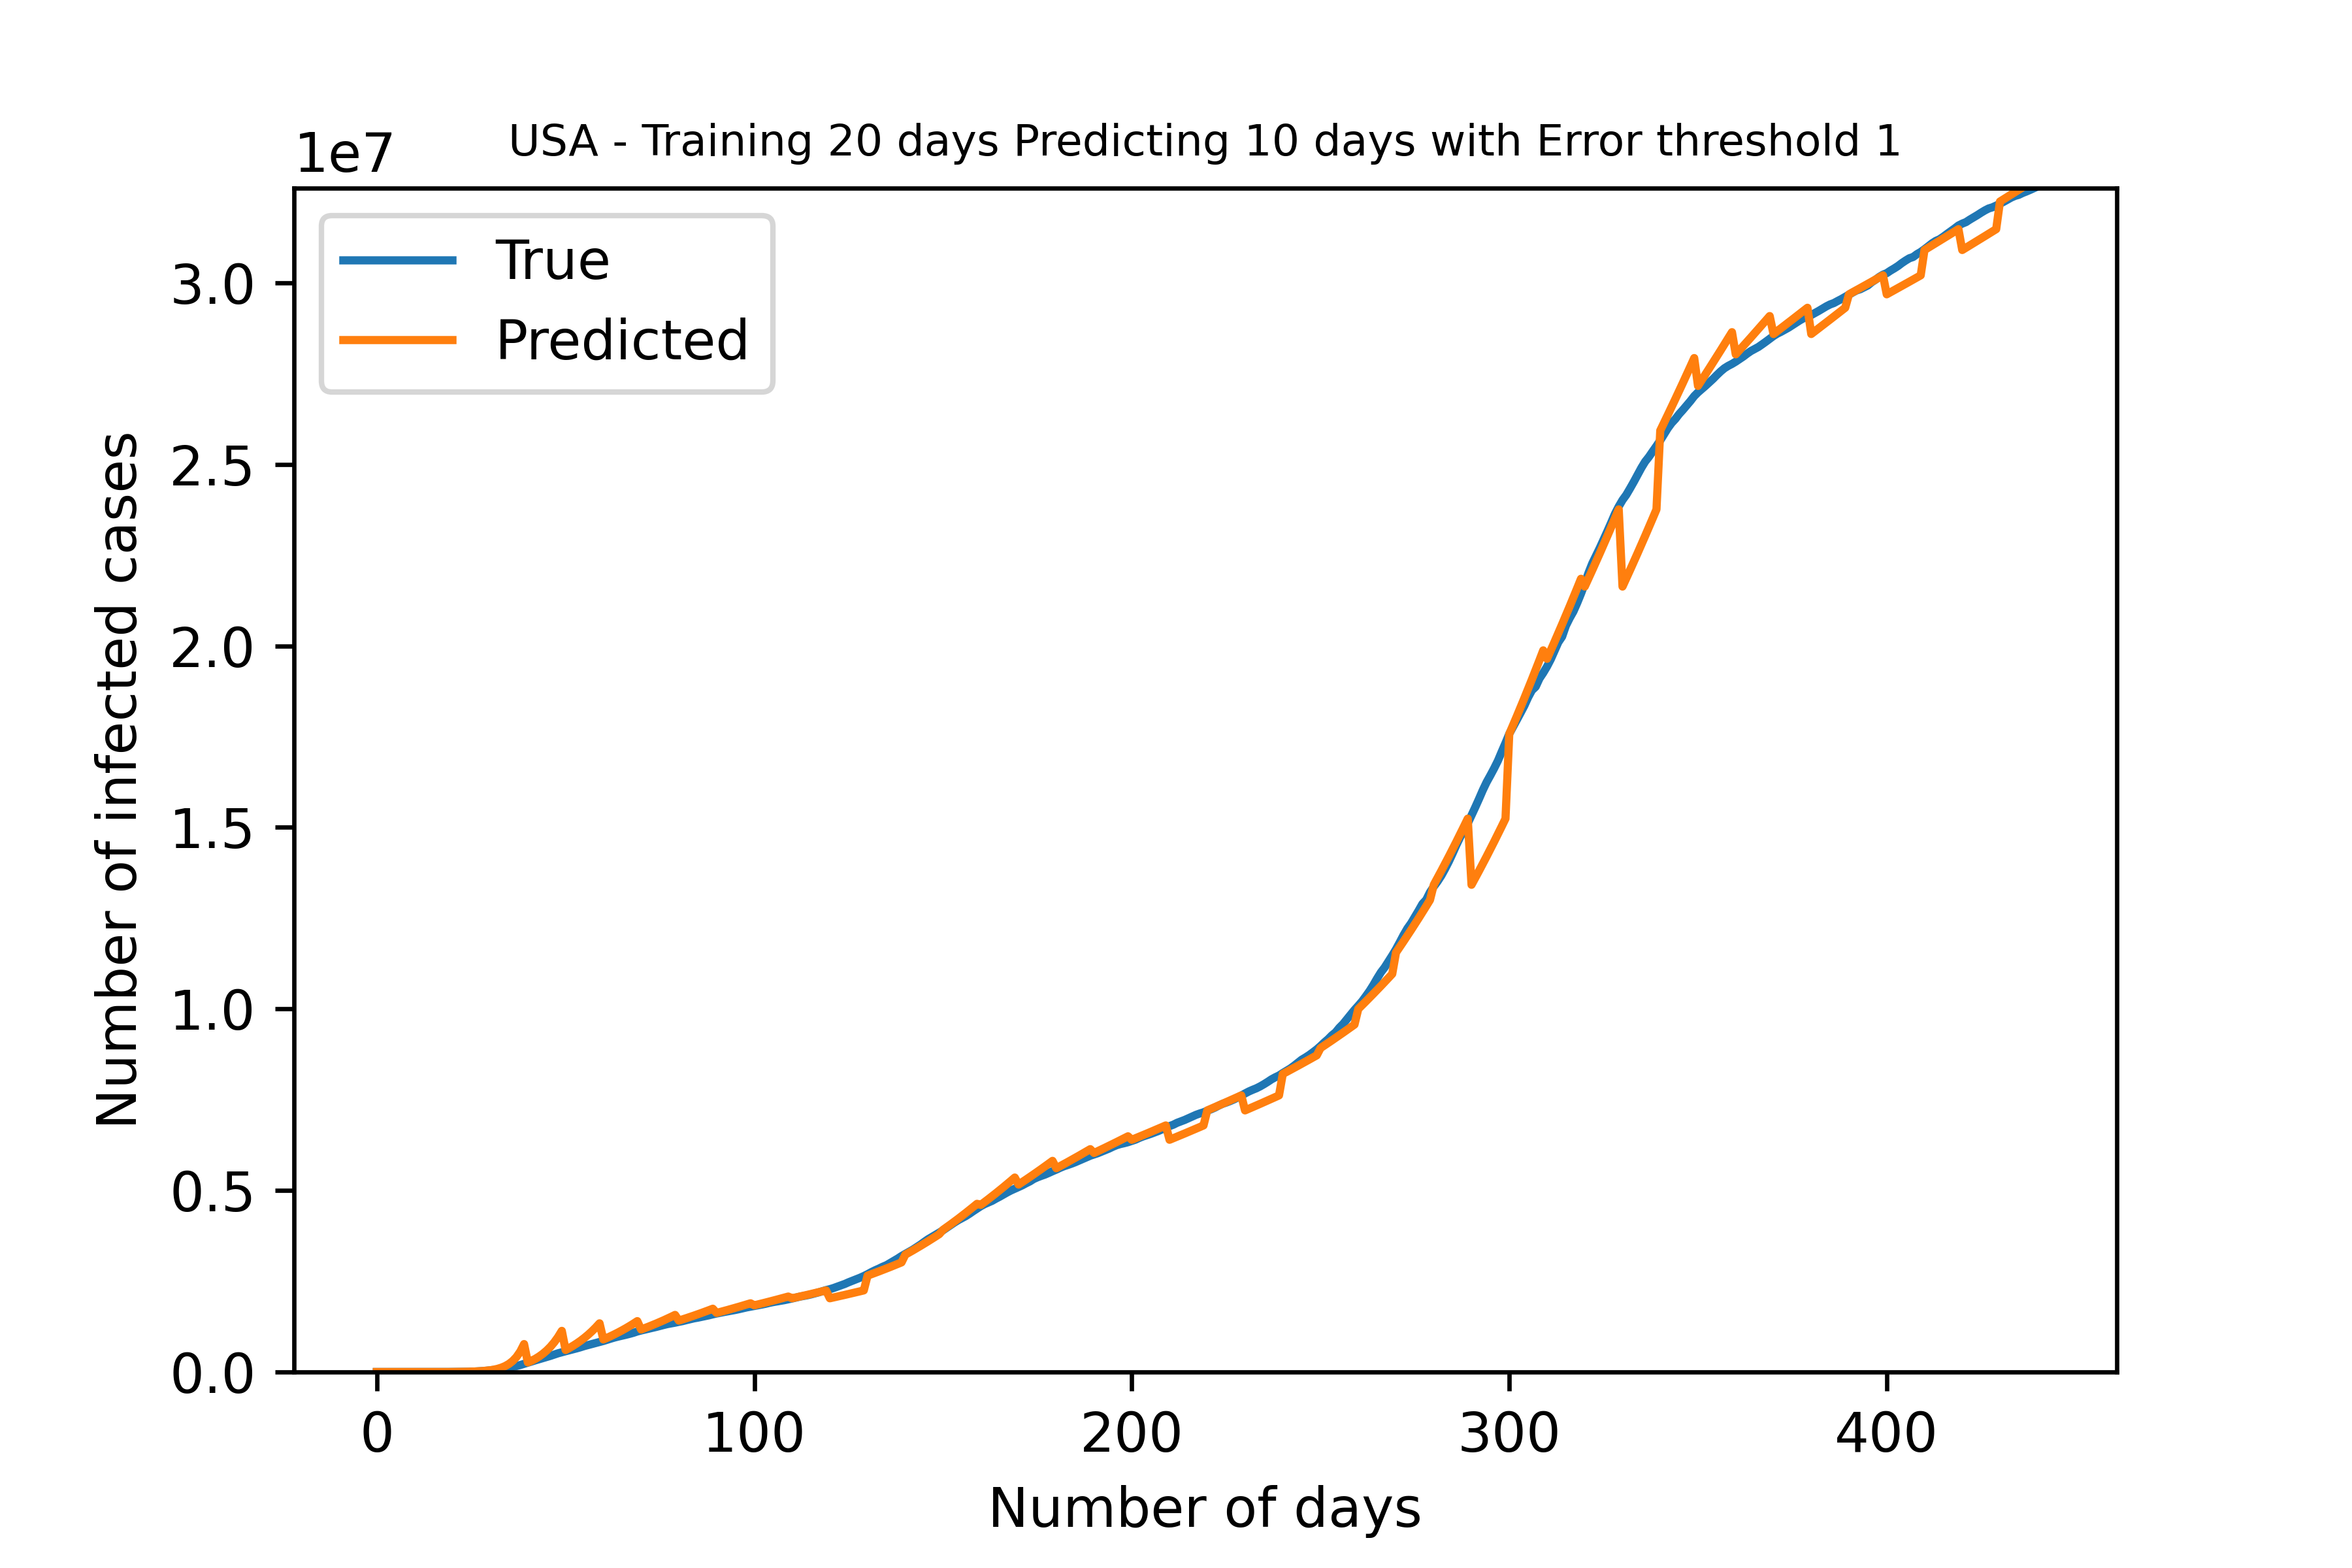 USA - Training 20 days Predicting 10 days with Error threshold 1
1e7
True
Predicted
3.0
2.5
2.0
1.5
1.0
0.5
0.0
Number of infected cases
0 100 200 300 400
Number of days